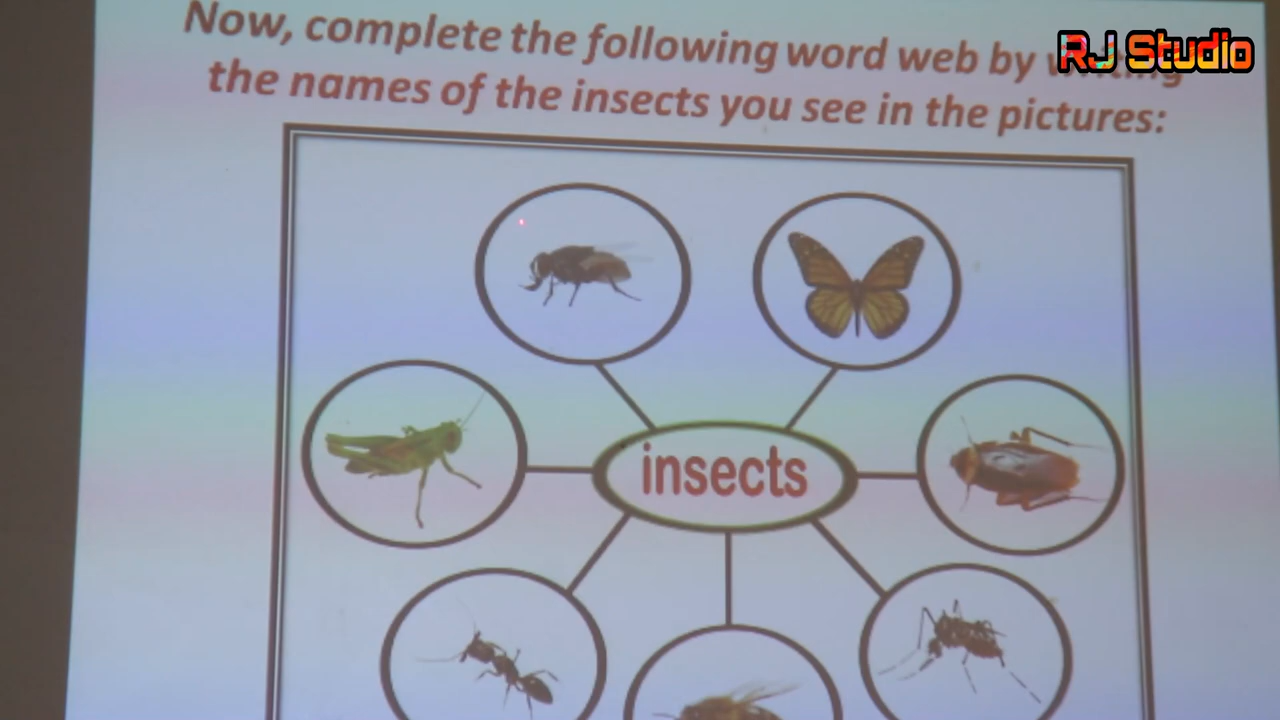 RJ Studio
Now, complete the following word web by
the names of the insects you see in the pictures:
insects